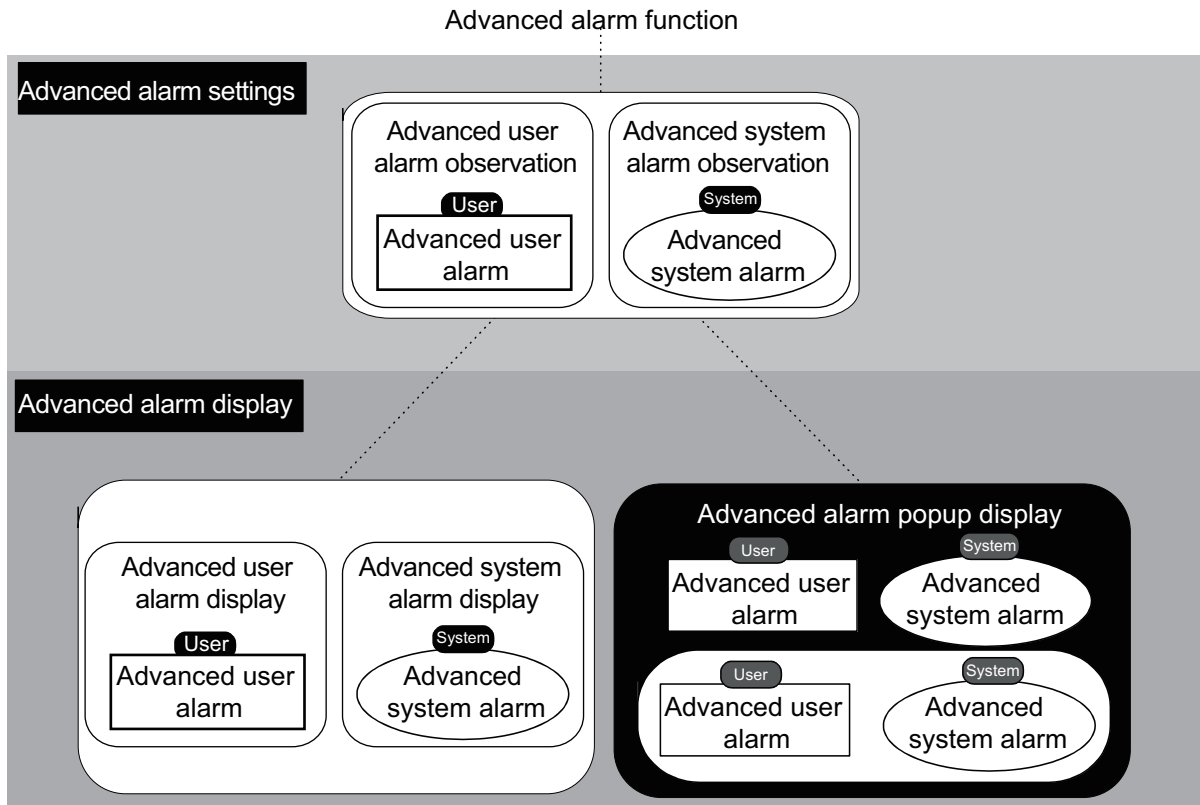 Advanced alarm function
Advanced alarm settings
Advanced user
alarm observation
User
Advanced user
alarm
Advanced system
alarm observation
System
Advanced
system alarm
Advanced alarm display
Advanced user
alarm display
User
Advanced user
alarm
Advanced system
alarm display
System
Advanced
system alarm
Advanced alarm popup display
User
Advanced user
alarm
System
Advanced
system alarm
User
Advanced user
alarm
System
Advanced
system alarm